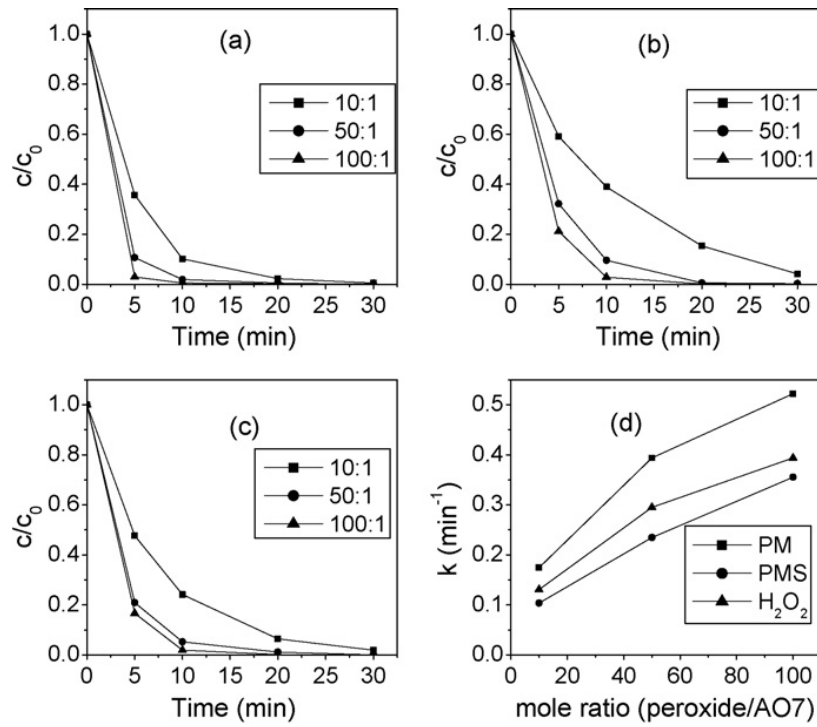 (a)
1.0
0.8
0.6
0.4
0.2
0.0
c/c0
10:1
50:1
100:1
0 5 10 15 20 25 30
Time (min)
(b)
1.0
0.8
0.6
0.4
0.2
0.0
c/c0
10:1
50:1
100:1
0 5 10 15 20 25 30
Time (min)
(c)
1.0
0.8
0.6
0.4
0.2
0.0
c/c0
10:1
50:1
100:1
0 5 10 15 20 25 30
Time (min)
(d)
0.5
0.4
0.3
0.2
0.1
0.0
k (min-1)
PM
PMS
H2O2
0 20 40 60 80 100
mole ratio (peroxide/AO7)